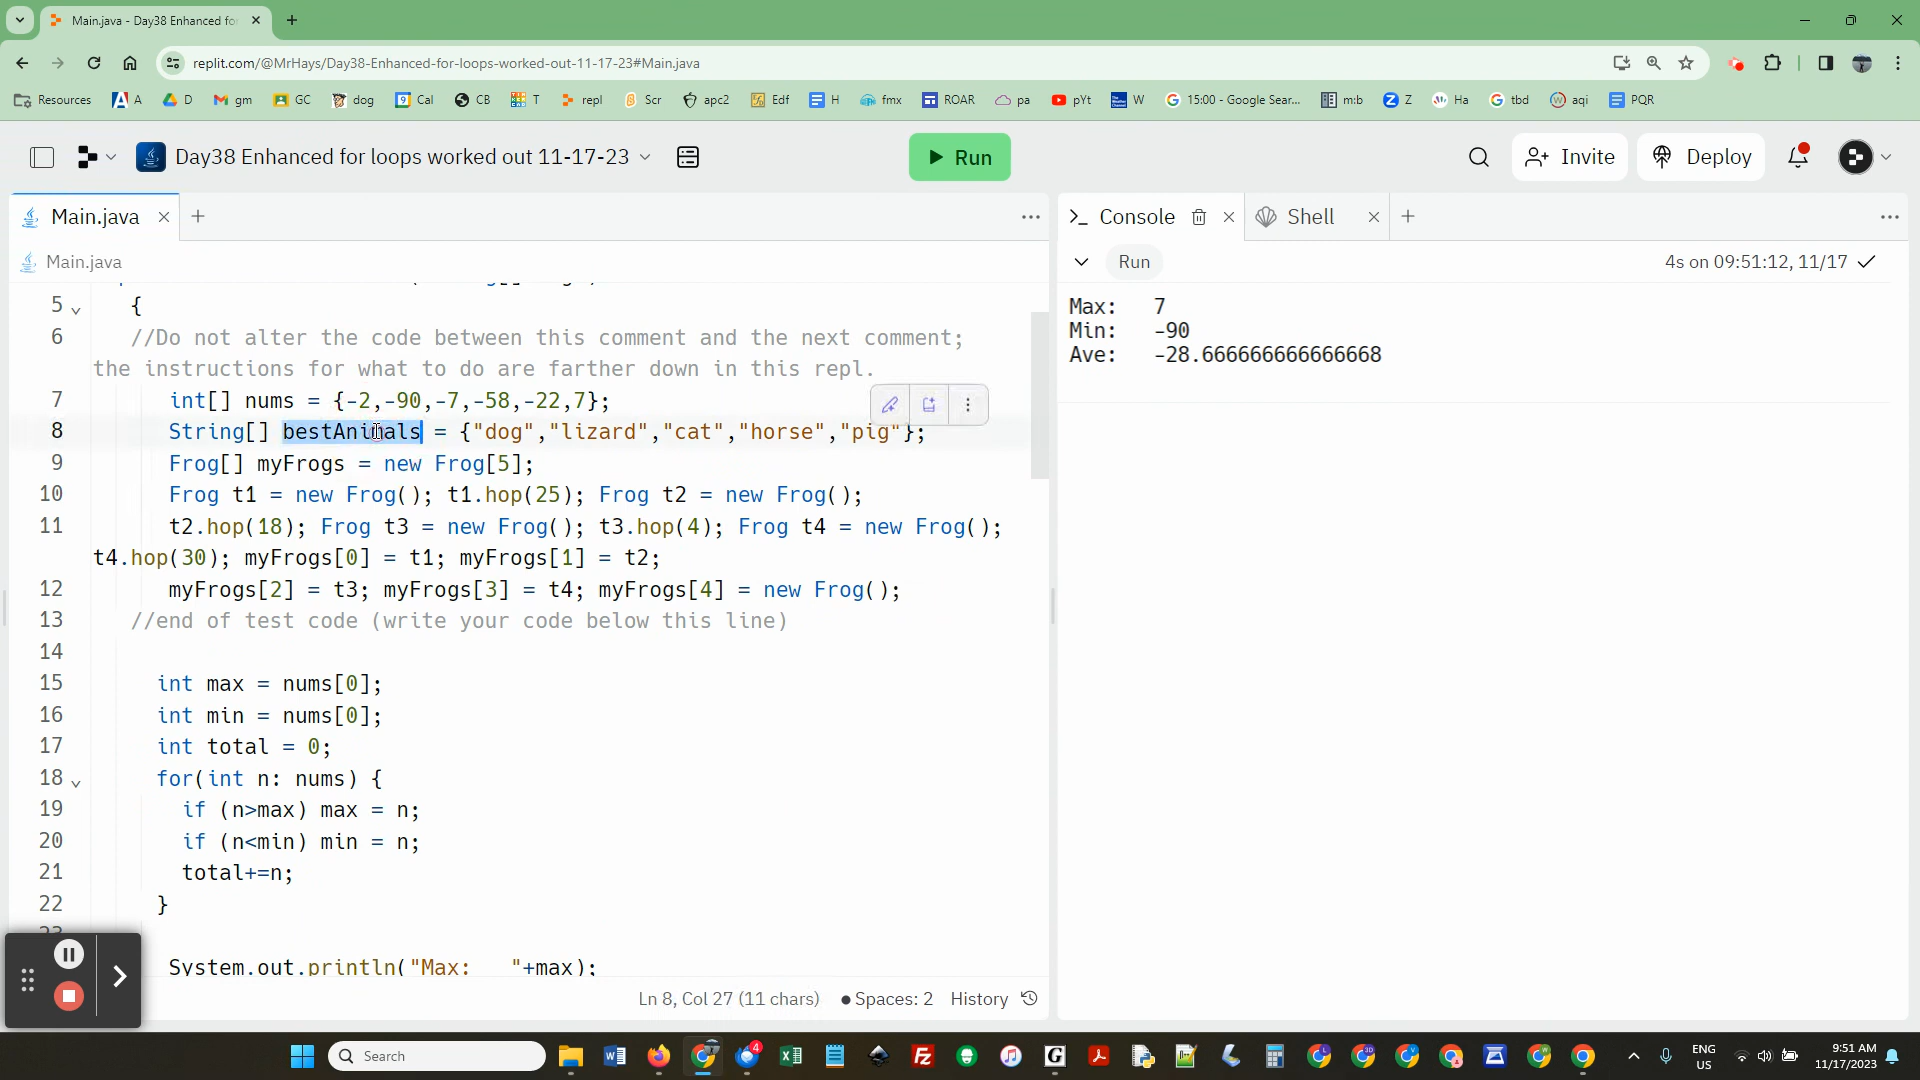 Main.java - Day38 Enhanced for
replit.com/@MrHays/Day38-Enhanced-for-loops-worked-out-11-17-23#Main.java
Resources A D gm GC dog Cal CB T repl Scr apc2 Edf H fmx ROAR pa pYt W 15:00 - Google Sear... m:b Z Ha tbd aqi PQR
Day38 Enhanced for loops worked out 11-17-23 Run Invite Deploy
Main.java Console Shell
Main.java Run 4s on 09:51:12, 11/17
5 {
6 //Do not alter the code between this comment and the next comment;
the instructions for what to do are farther down in this repl.
7 int[] nums = {-2,-90,-7,-58,-22,7};
8 String[] bestAnimals = {"dog","lizard","cat","horse","pig"};
9 Frog[] myFrogs = new Frog[5];
10 Frog t1 = new Frog(); t1.hop(25); Frog t2 = new Frog();
11 t2.hop(18); Frog t3 = new Frog(); t3.hop(4); Frog t4 = new Frog();
t4.hop(30); myFrogs[0] = t1; myFrogs[1] = t2;
12 myFrogs[2] = t3; myFrogs[3] = t4; myFrogs[4] = new Frog();
13 //end of test code (write your code below this line)
14
15 int max = nums[0];
16 int min = nums[0];
17 int total = 0;
18 for(int n: nums) {
19 if (n>max) max = n;
20 if (n<min) min = n;
21 total+=n;
22 }
System.out.println("Max:   "+max);
Ln 8, Col 27 (11 chars) Spaces: 2 History
Max:   7
Min:   -90
Ave:   -28.666666666666668
Search
4
ENG
US
9:51 AM
11/17/2023